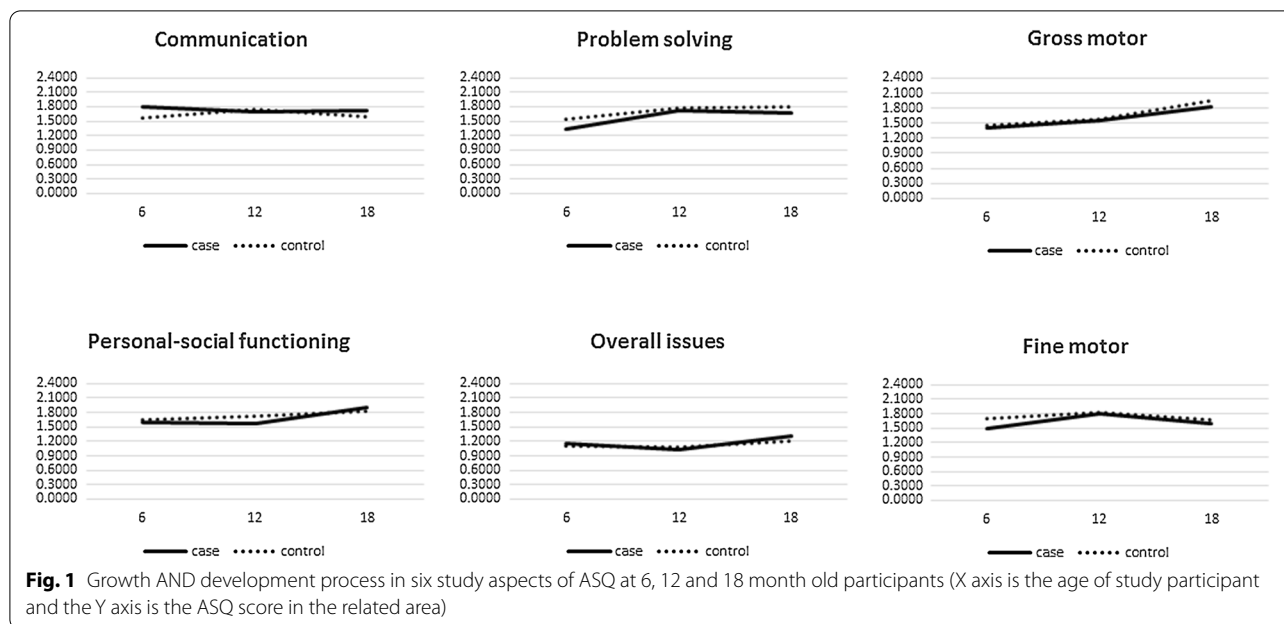 Communication
2.4000
2.1000
1.8000
1.5000
1.2000
0.9000
0.6000
0.3000
0.0000
6 12 18
case control
Problem solving
2.4000
2.1000
1.8000
1.5000
1.2000
0.9000
0.6000
0.3000
0.0000
6 12 18
case control
Gross motor
2.4000
2.1000
1.8000
1.5000
1.2000
0.9000
0.6000
0.3000
0.0000
6 12 18
case control
Personal-social functioning
2.4000
2.1000
1.8000
1.5000
1.2000
0.9000
0.6000
0.3000
0.0000
6 12 18
case control
Overall issues
2.4000
2.1000
1.8000
1.5000
1.2000
0.9000
0.6000
0.3000
0.0000
6 12 18
case control
Fine motor
2.4000
2.1000
1.8000
1.5000
1.2000
0.9000
0.6000
0.3000
0.0000
6 12 18
case control
Fig. 1 Growth AND development process in six study aspects of ASQ at 6, 12 and 18 month old participants (X axis is the age of study participant
and the Y axis is the ASQ score in the related area)